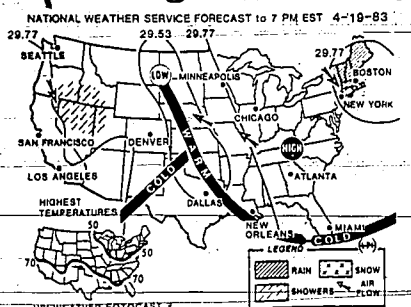 NATIONAL WEATHER SERVICE FORECAST to 7 PM EST 4-19-83
29.77
29.53
29.77
29.77
SEATTLE
LOW
MINNEAPOLIS
BOSTON
NEW YORK
CHICAGO
SAN FRANCISCO
DENVER
WARM
HIGH
LOS ANGELES
COLD
ATLANTA
HIGHEST
TEMPERATURES
DALLAS
NEW
ORLEANS
MIAMI
COLD
50
50
70
70
LEGEND
RAIN
SNOW
SHOWERS
AIR
FLOW